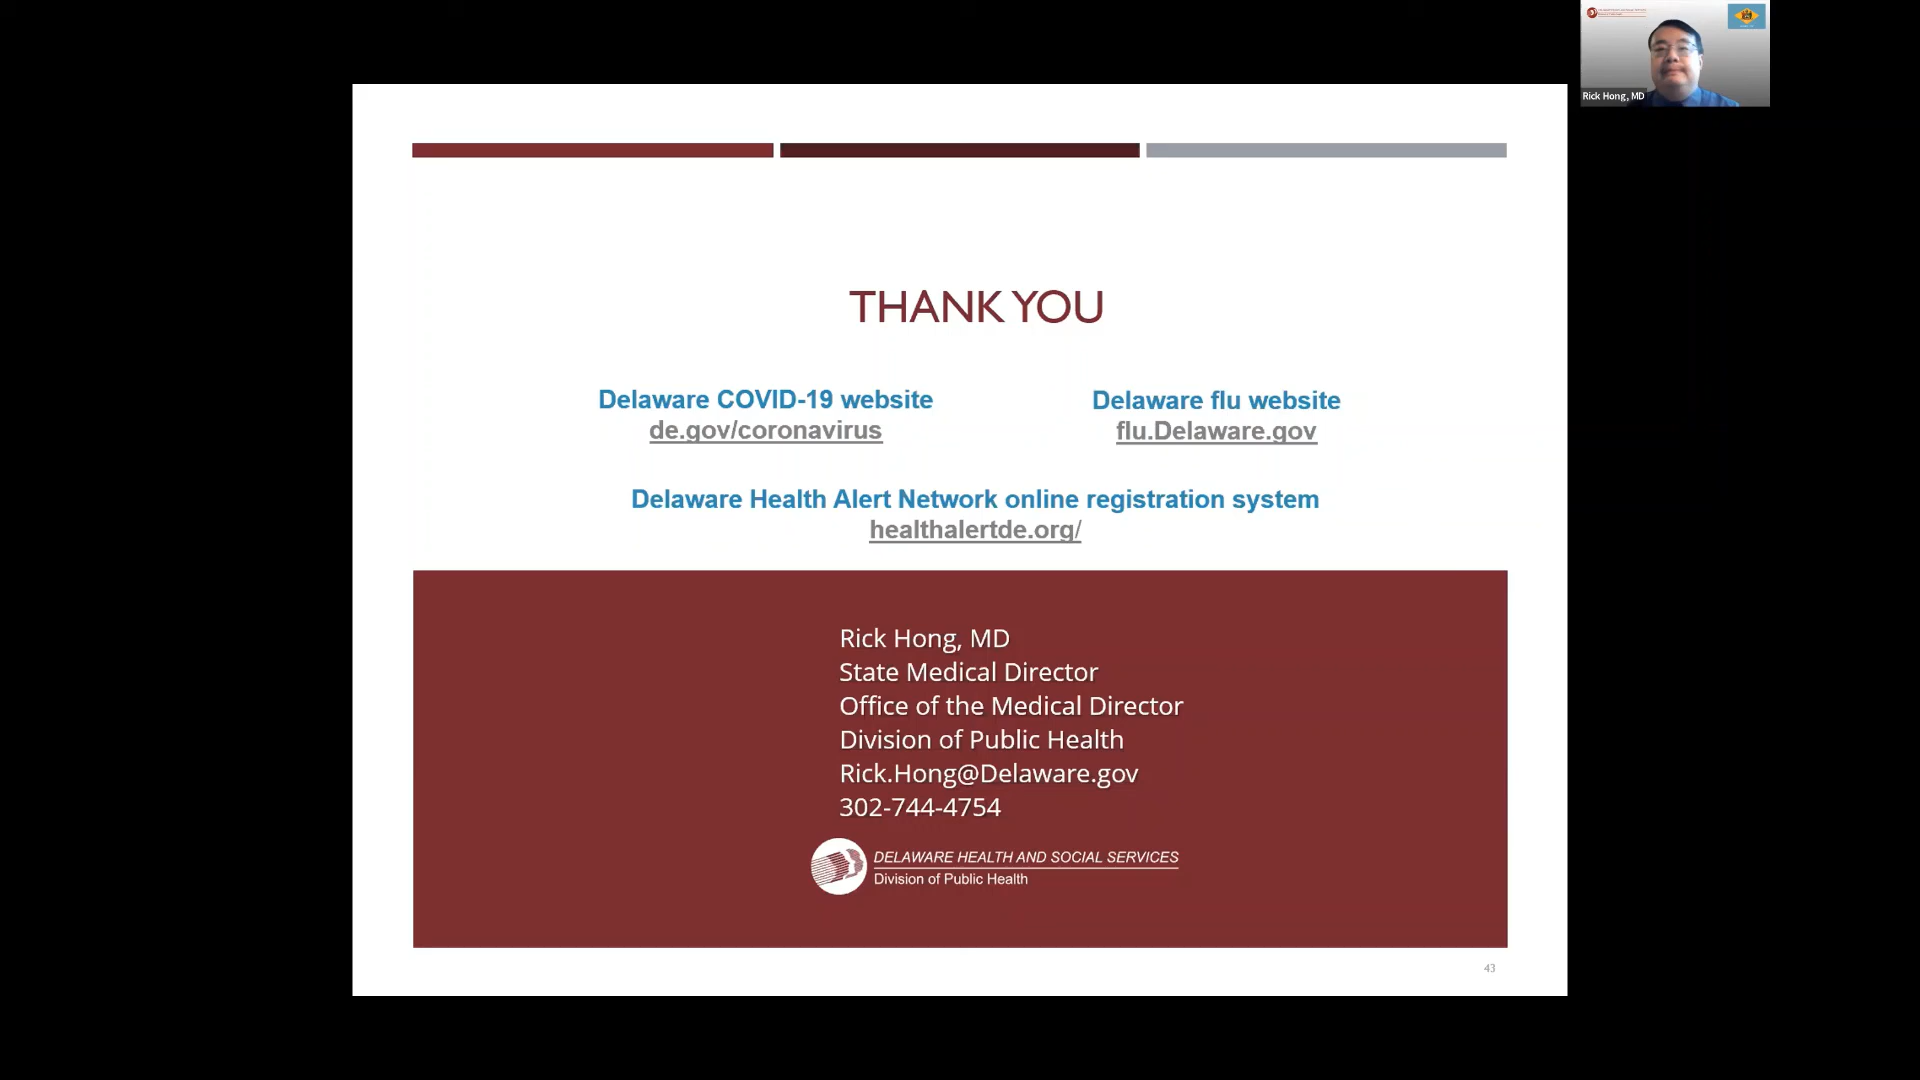 Rick Hong, MD
THANK YOU
Delaware COVID-19 website
de.gov/coronavirus
Delaware flu website
flu.Delaware.gov
Delaware Health Alert Network online registration system
healthalertde.org/
Rick Hong, MD
State Medical Director
Office of the Medical Director
Division of Public Health
Rick.Hong@Delaware.gov
302-744-4754
DELAWARE HEALTH AND SOCIAL SERVICES
Division of Public Health
43